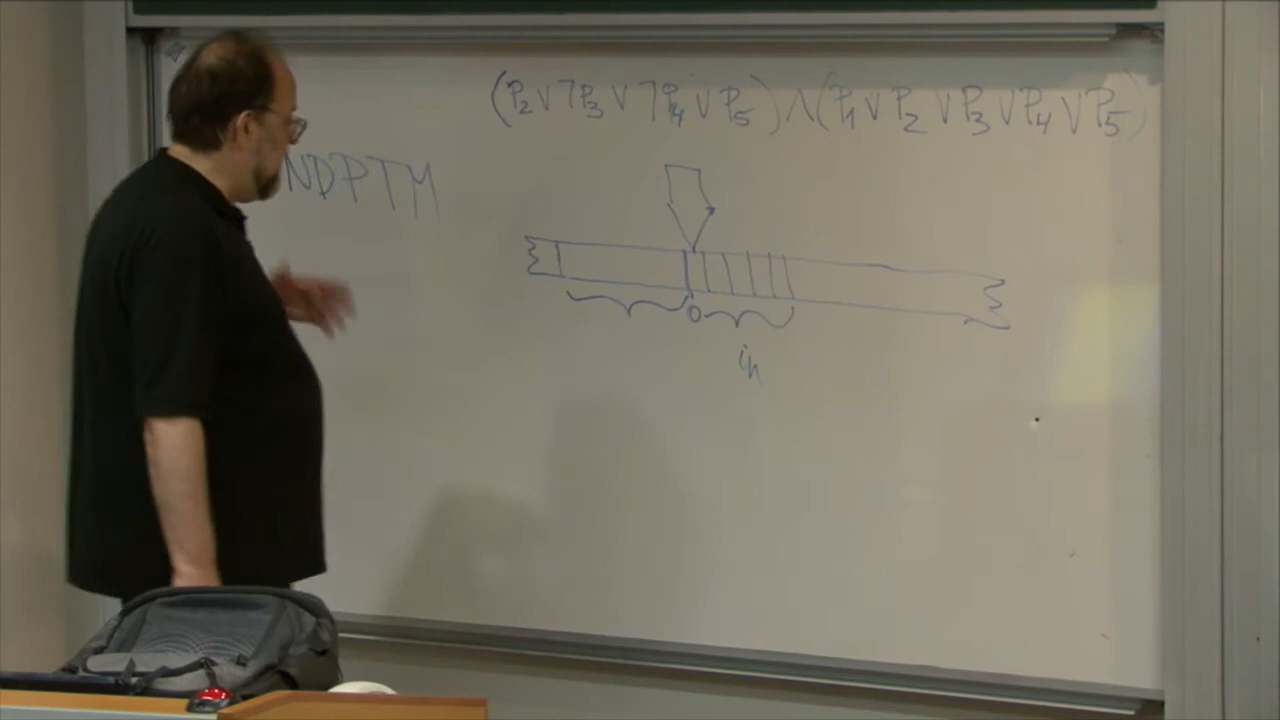 (P₂ ∨ ¬P₃ ∨ ¬P₄ ∨ P₅) ∧ (P₁ ∨ P₂ ∨ P₃ ∨ P₄ ∨ P₅)
NDPTM
0
in